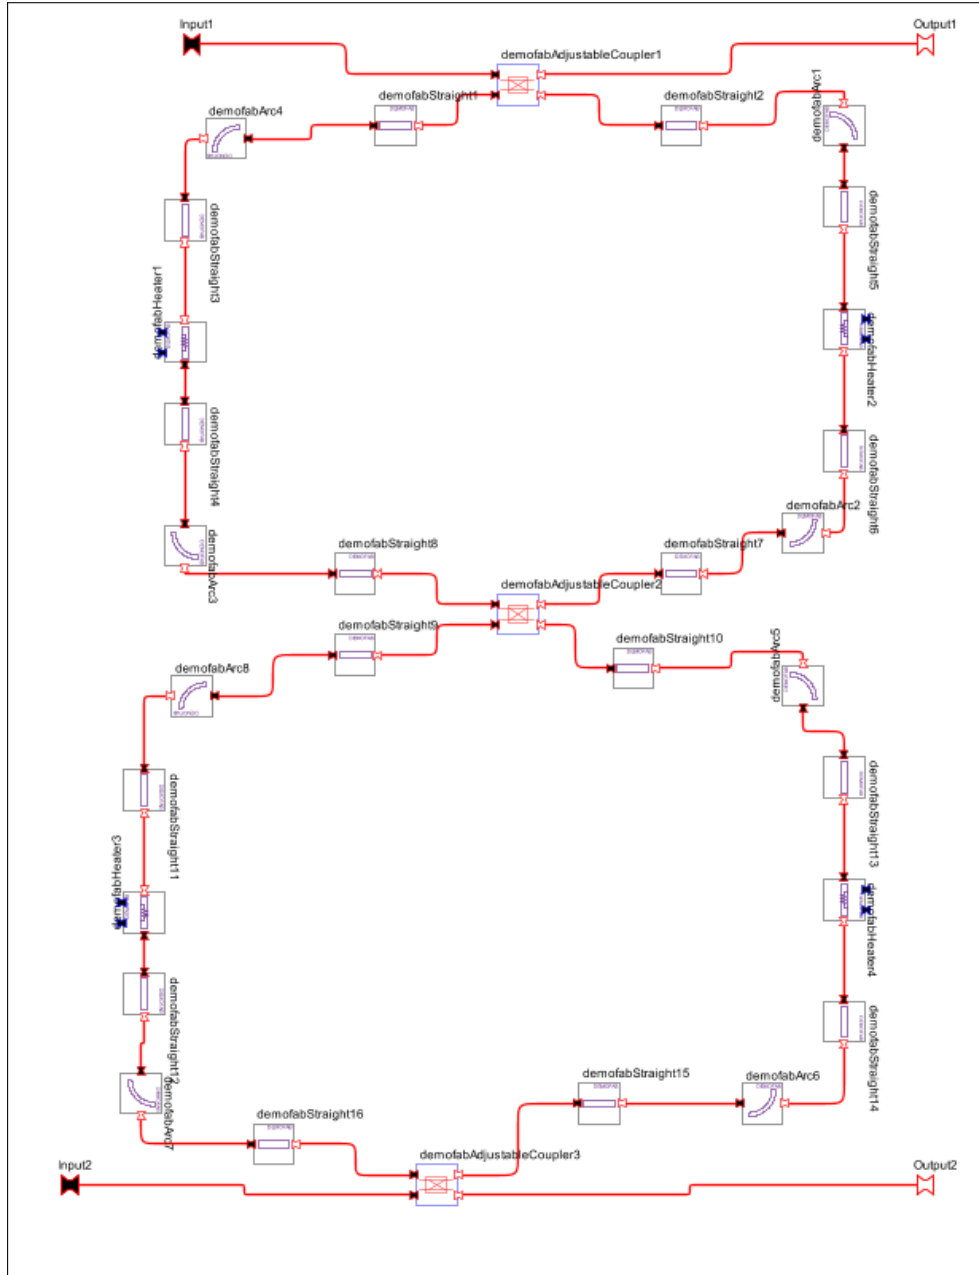 Input1
Output1
demofabAdjustableCoupler1
demofabStraight1
demofabStraight2
demofabArc1
demofabArc4
demofabStraight3
demofabStraight5
demofabHeater1
demofabHeater2
demofabStraight4
demofabStraight6
demofabArc2
demofabStraight8
demofabStraight7
demofabArc3
demofabAdjustableCoupler2
demofabStraight9
demofabStraight10
demofabArc5
demofabArc8
demofabStraight11
demofabStraight13
demofabHeater3
demofabHeater4
demofabStraight12
demofabStraight14
demofabStraight15
demofabArc6
demofabArc7
demofabStraight16
demofabAdjustableCoupler3
Input2
Output2